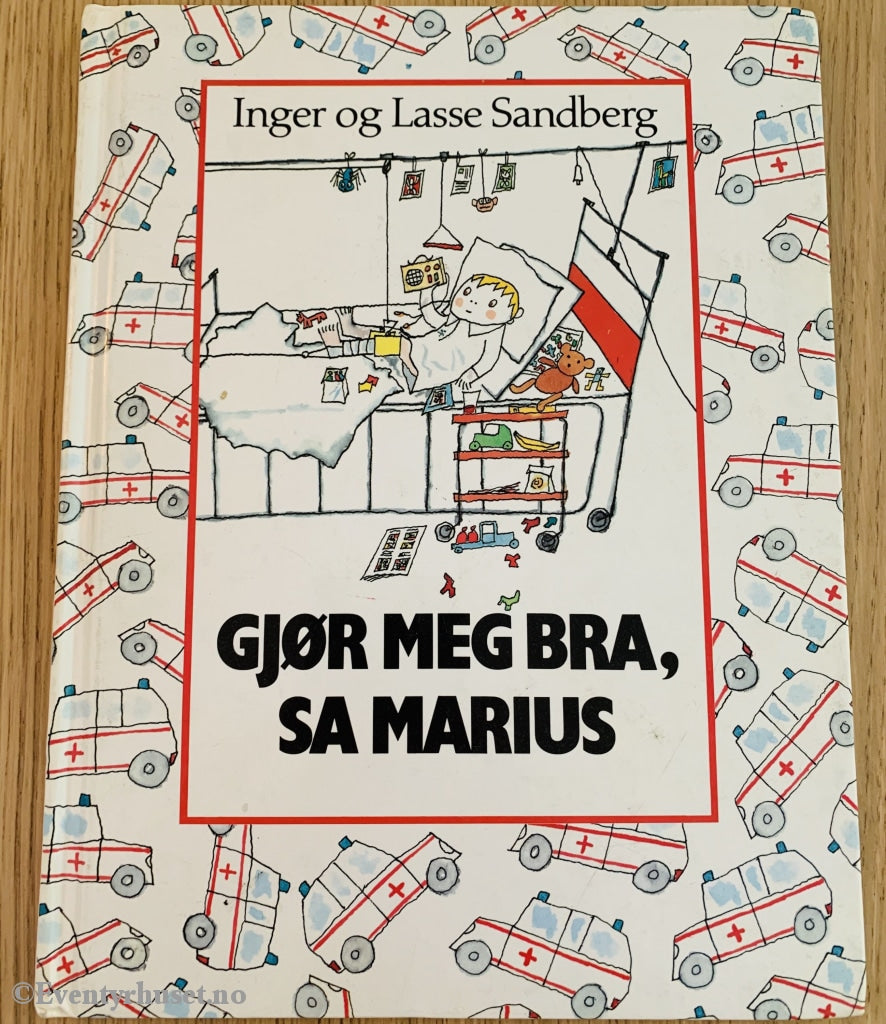 Inger og Lasse Sandberg
GJØR MEG BRA,
SA MARIUS
©Eventyrhuset.no